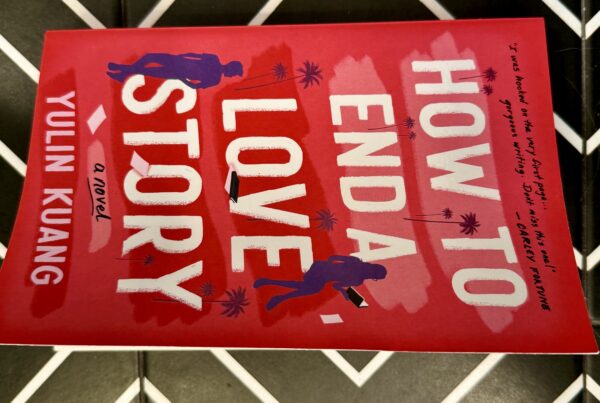 "I was hooked on the very first page...
gorgeous writing. Don't miss this one!"
— CARLEY FORTUNE
HOW TO
END A
LOVE
STORY
a novel
YULIN KUANG